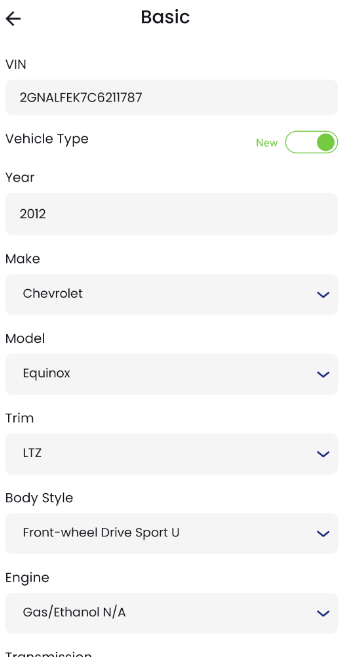 Basic
VIN
2GNALFEK7C6211787
Vehicle Type
New
Year
2012
Make
Chevrolet
Model
Equinox
Trim
LTZ
Body Style
Front-wheel Drive Sport U
Engine
Gas/Ethanol N/A
Transmission